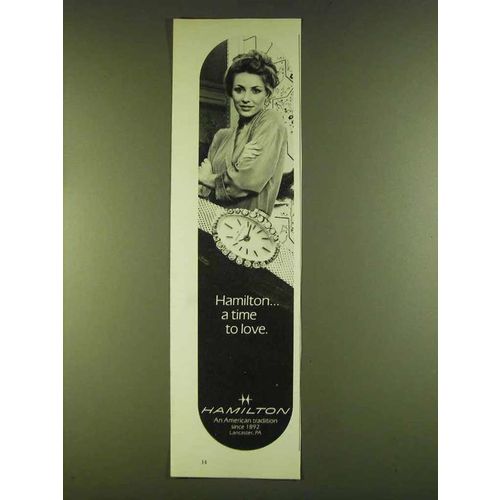 Hamilton...
a time
to love.
HAMILTON
An American tradition
since 1892
Lancaster, PA
14